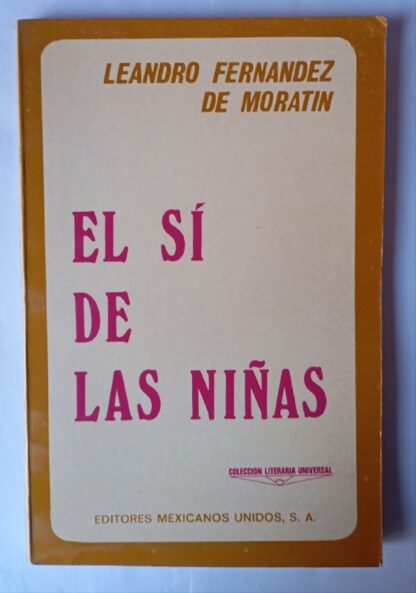 LEANDRO FERNANDEZ
DE MORATIN
EL SÍ
DE
LAS NIÑAS
COLECCION LITERARIA UNIVERSAL
EDITORES MEXICANOS UNIDOS, S. A.